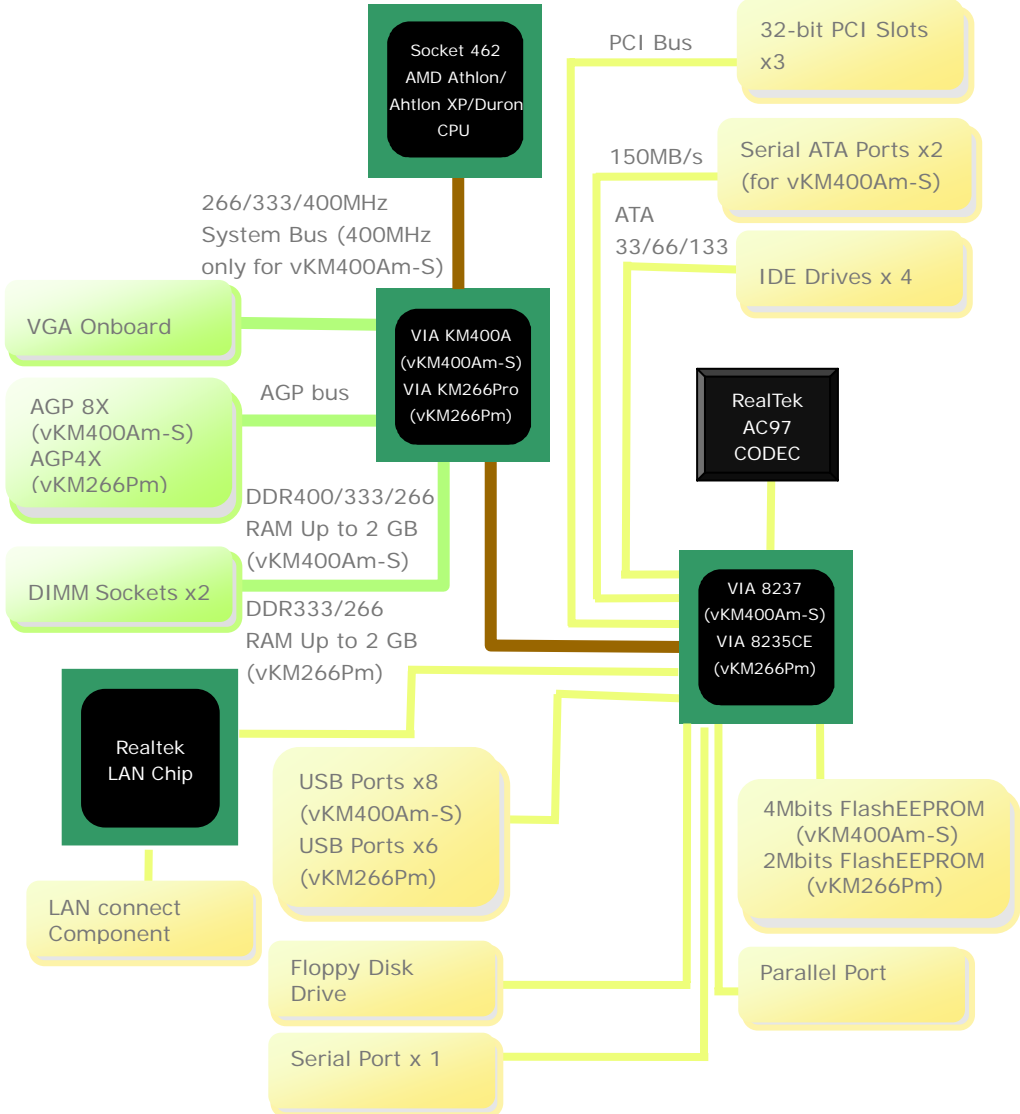 Socket 462
AMD Athlon/
Ahtlon XP/Duron
CPU
PCI Bus
32-bit PCI Slots
x3
150MB/s
Serial ATA Ports x2
(for vKM400Am-S)
ATA
33/66/133
IDE Drives x 4
266/333/400MHz
System Bus (400MHz
only for vKM400Am-S)
VGA Onboard
VIA KM400A
(vKM400Am-S)
VIA KM266Pro
(vKM266Pm)
AGP bus
AGP 8X
(vKM400Am-S)
AGP4X
(vKM266Pm)
RealTek
AC97
CODEC
DDR400/333/266
RAM Up to 2 GB
(vKM400Am-S)
DIMM Sockets x2
DDR333/266
RAM Up to 2 GB
(vKM266Pm)
VIA 8237
(vKM400Am-S)
VIA 8235CE
(vKM266Pm)
Realtek
LAN Chip
USB Ports x8
(vKM400Am-S)
USB Ports x6
(vKM266Pm)
4Mbits FlashEEPROM
(vKM400Am-S)
2Mbits FlashEEPROM
(vKM266Pm)
LAN connect
Component
Floppy Disk
Drive
Parallel Port
Serial Port x 1